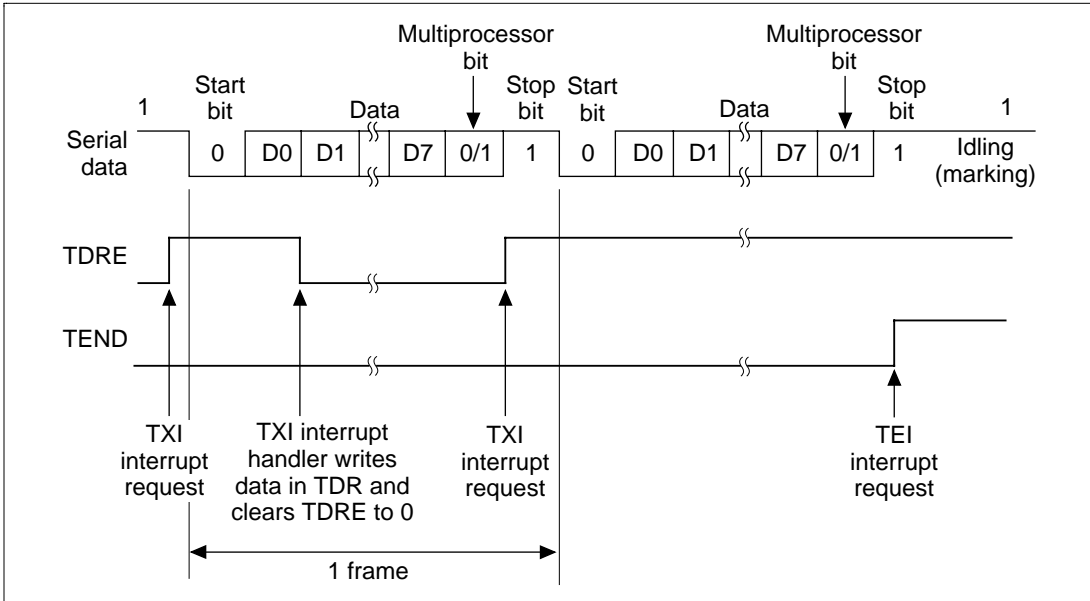 Multiprocessor
bit
Multiprocessor
bit
1
Start
bit
Data
Stop
bit
Start
bit
Data
Stop
bit
1
Serial
data
0
D0
D1
D7
0/1
1
0
D0
D1
D7
0/1
1
Idling
(marking)
TDRE
TEND
TXI
interrupt
request
TXI interrupt
handler writes
data in TDR and
clears TDRE to 0
TXI
interrupt
request
TEI
interrupt
request
1 frame